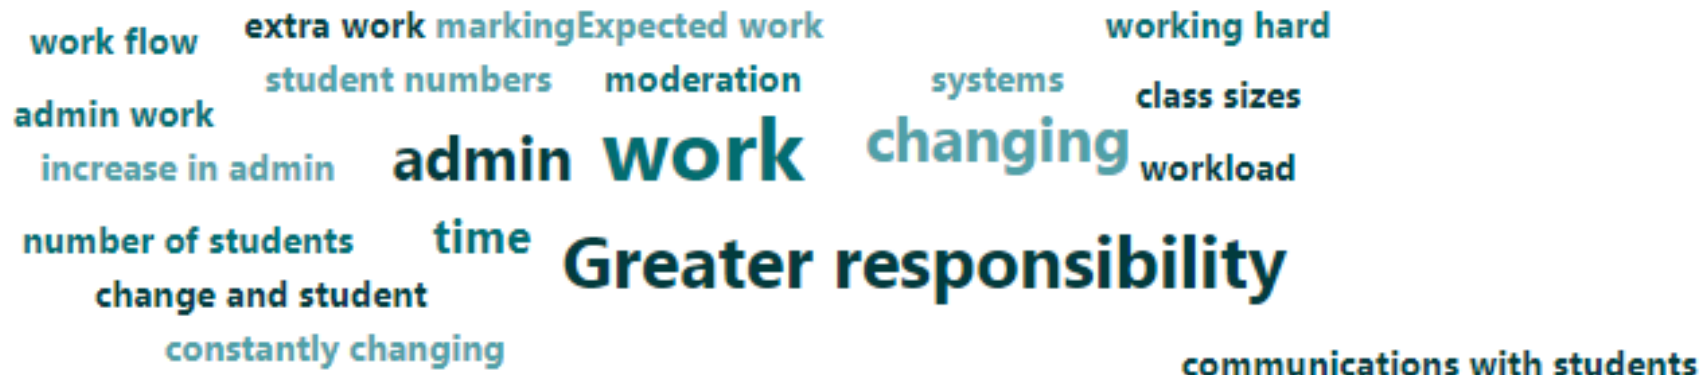 extra work markingExpected work
working hard
work flow
student numbers
moderation
systems
class sizes
admin work
admin
work
changing
increase in admin
workload
number of students
time
Greater responsibility
change and student
constantly changing
communications with students